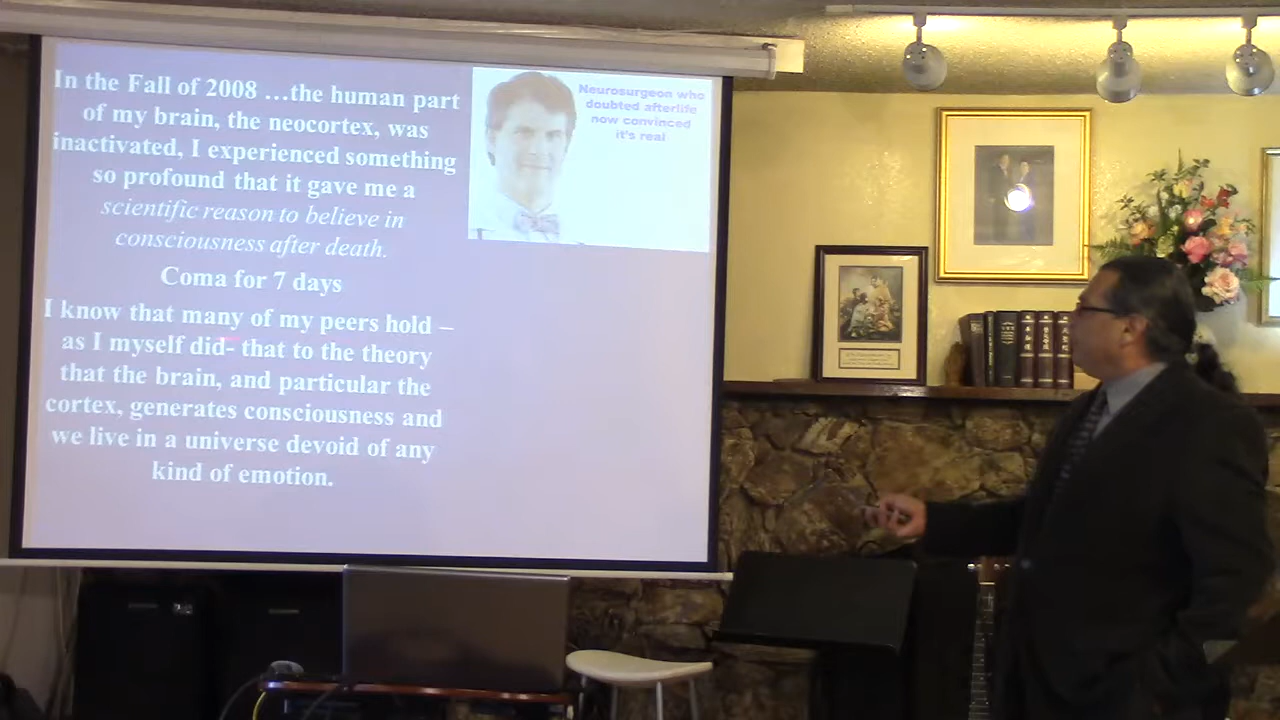 In the Fall of 2008 …the human part
of my brain, the neocortex, was
inactivated, I experienced something
so profound that it gave me a
scientific reason to believe in
consciousness after death.
Coma for 7 days
I know that many of my peers hold –
as I myself did- that to the theory
that the brain, and particular the
cortex, generates consciousness and
we live in a universe devoid of any
kind of emotion.
Neurosurgeon who
doubted afterlife
now convinced
it's real